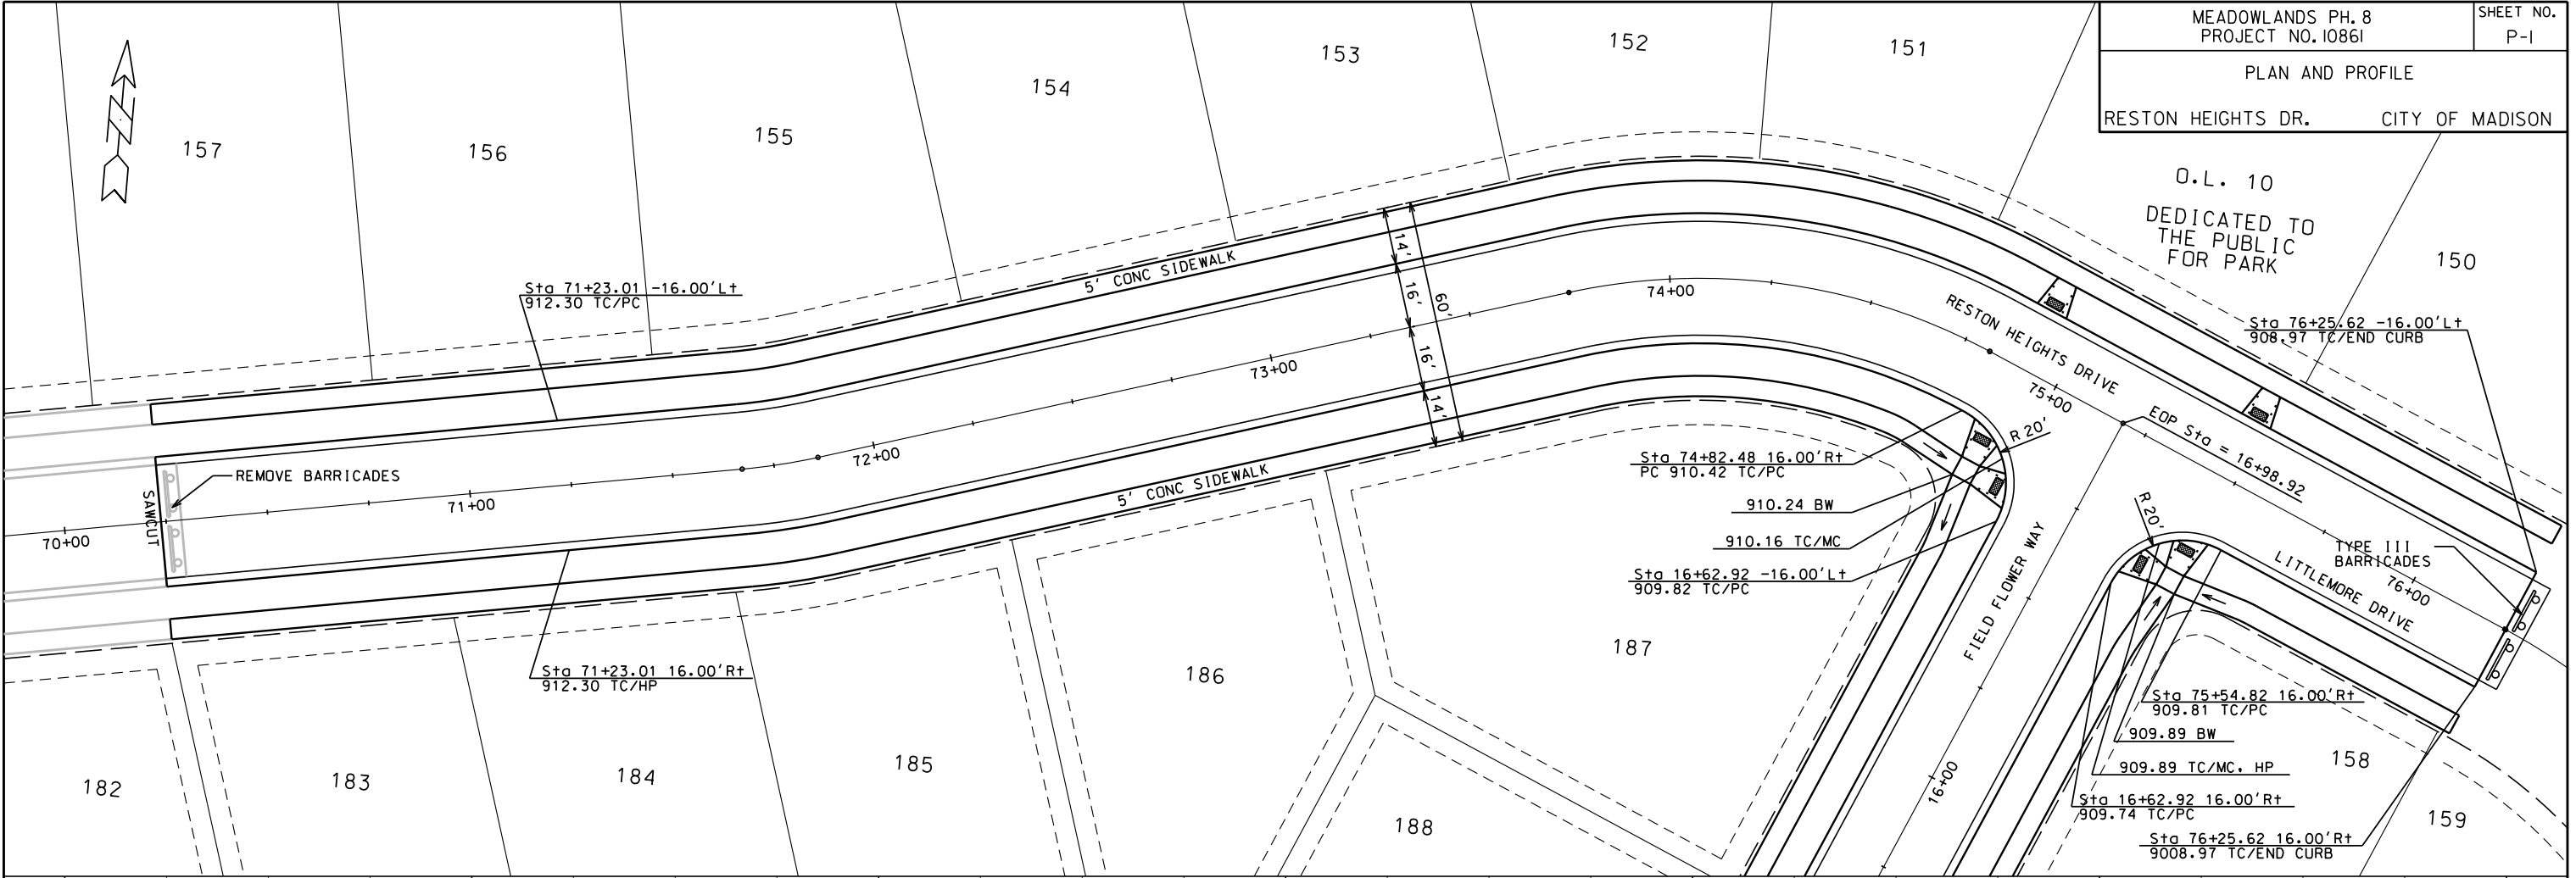 MEADOWLANDS PH. 8
PROJECT NO. 10861
SHEET NO.
P-1
PLAN AND PROFILE
RESTON HEIGHTS DR. CITY OF MADISON
157
156
155
154
153
152
151
O.L. 10
DEDICATED TO
THE PUBLIC
FOR PARK
150
Sta 71+23.01 -16.00'Lt
912.30 TC/PC
5' CONC SIDEWALK
14'
16'
60'
16'
14'
74+00
RESTON HEIGHTS DRIVE
Sta 76+25.62 -16.00'Lt
908.97 TC/END CURB
73+00
75+00
EOP Sta = 16+98.92
R 20'
72+00
Sta 74+82.48 16.00'Rt
PC 910.42 TC/PC
REMOVE BARRICADES
SAWCUT
71+00
70+00
5' CONC SIDEWALK
910.24 BW
910.16 TC/MC
Sta 16+62.92 -16.00'Lt
909.82 TC/PC
R 20'
FIELD FLOWER WAY
TYPE III
BARRICADES
LITTLEMORE DRIVE
76+00
Sta 71+23.01 16.00'Rt
912.30 TC/HP
186
187
Sta 75+54.82 16.00'Rt
909.81 TC/PC
909.89 BW
909.89 TC/MC. HP
Sta 16+62.92 16.00'Rt
909.74 TC/PC
Sta 76+25.62 16.00'Rt
9008.97 TC/END CURB
16+00
158
159
182
183
184
185
188